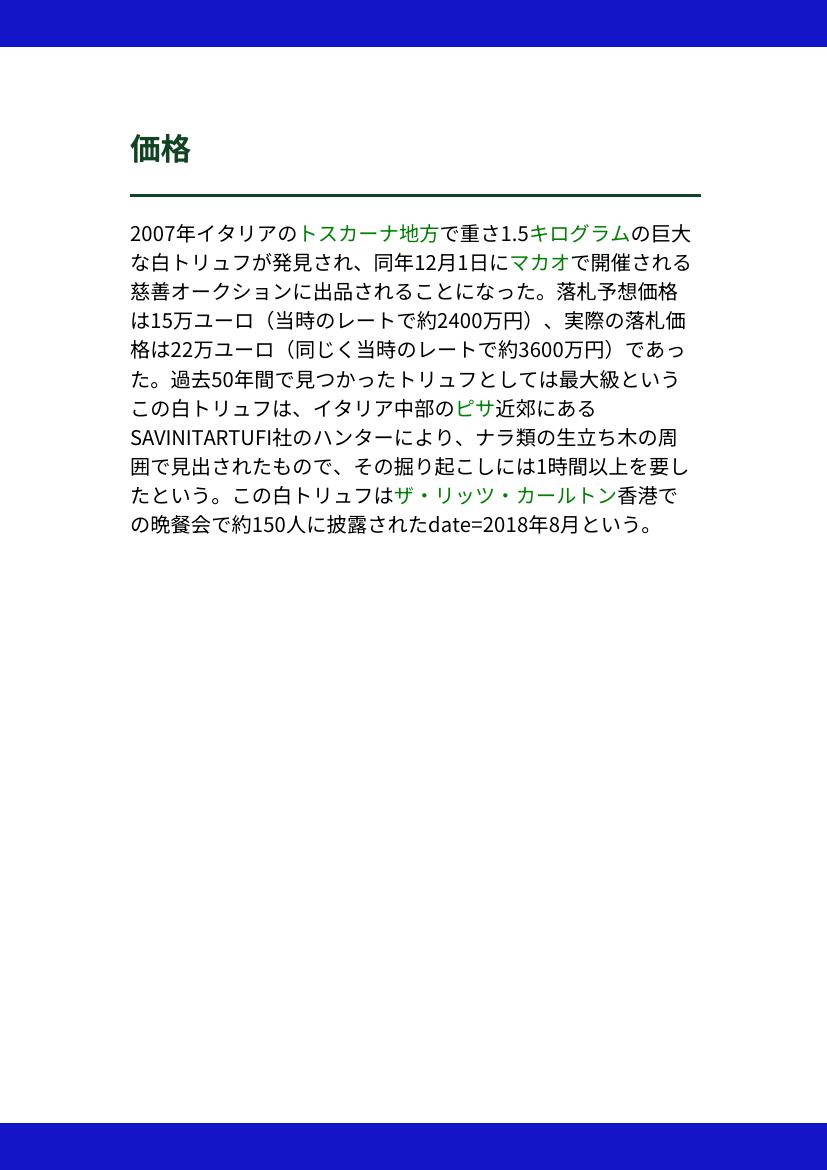 価格
2007年イタリアのトスカーナ地方で重さ1.5キログラムの巨大
な白トリュフが発見され、同年12月1日にマカオで開催される
慈善オークションに出品されることになった。落札予想価格
は15万ユーロ（当時のレートで約2400万円）、実際の落札価
格は22万ユーロ（同じく当時のレートで約3600万円）であっ
た。過去50年間で見つかったトリュフとしては最大級という
この白トリュフは、イタリア中部のピサ近郊にある
SAVINITARTUFI社のハンターにより、ナラ類の生立ち木の周
囲で見出されたもので、その掘り起こしには1時間以上を要し
たという。この白トリュフはザ・リッツ・カールトン香港で
の晩餐会で約150人に披露されたdate=2018年8月という。